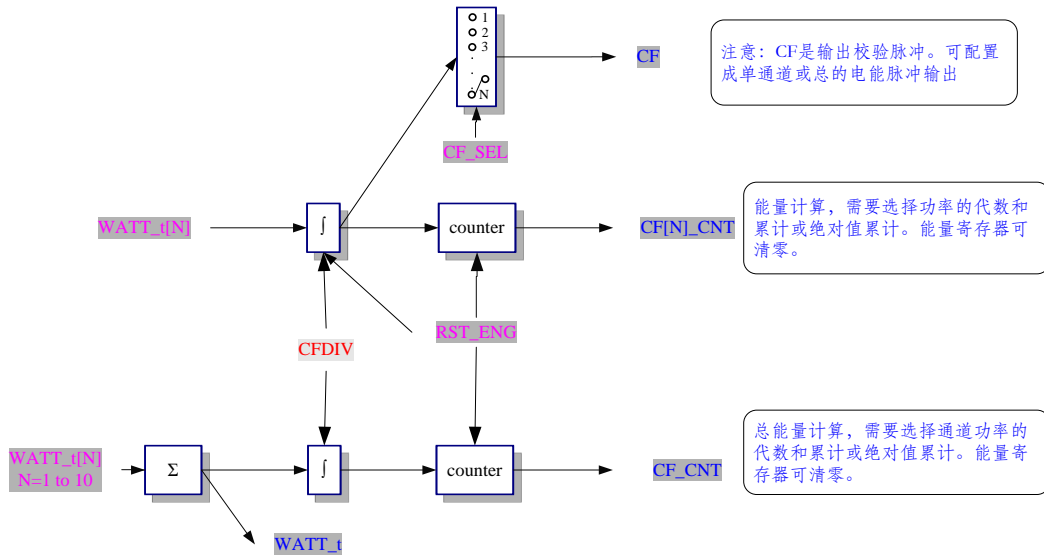 1
2
3
N
CF
注意：CF是输出校验脉冲。可配置
成单通道或总的电能脉冲输出
CF_SEL
WATT_t[N]
∫
counter
CF[N]_CNT
能量计算，需要选择功率的代数和
累计或绝对值累计。能量寄存器可
清零。
CFDIV
RST_ENG
WATT_t[N]
N=1 to 10
Σ
∫
counter
CF_CNT
总能量计算，需要选择通道功率的
代数和累计或绝对值累计。能量寄
存器可清零。
WATT_t